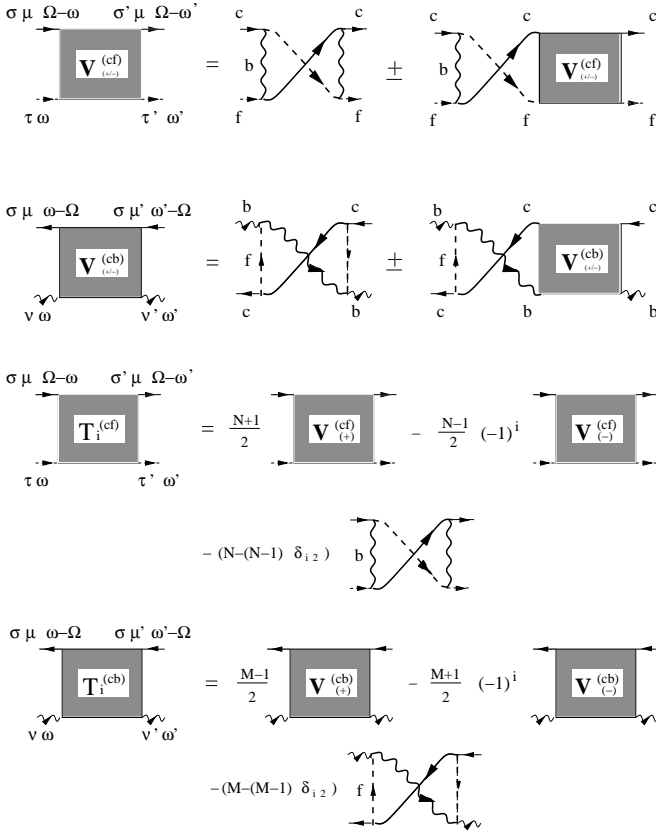 σ μ Ω−ω σ' μ Ω−ω'
c c c c c
V (cf) (+/−) = b ± b V (cf) (+/−)
τ ω τ' ω' f f f f f
σ μ ω−Ω σ μ' ω'−Ω
b c b c c
V (cb) (+/−) = f ± f V (cb) (+/−)
ν ω ν' ω' c b c b b
σ μ Ω−ω σ' μ Ω−ω'
T i (cf) = N+1 2 V (cf) (+) − N−1 2 (−1) i V (cf) (−)
τ ω τ' ω'
− (N−(N−1) δ i 2 ) b
σ μ ω−Ω σ μ' ω'−Ω
T i (cb) = M−1 2 V (cb) (+) − M+1 2 (−1) i V (cb) (−)
ν ω ν' ω'
−(M−(M−1) δ i 2 ) f